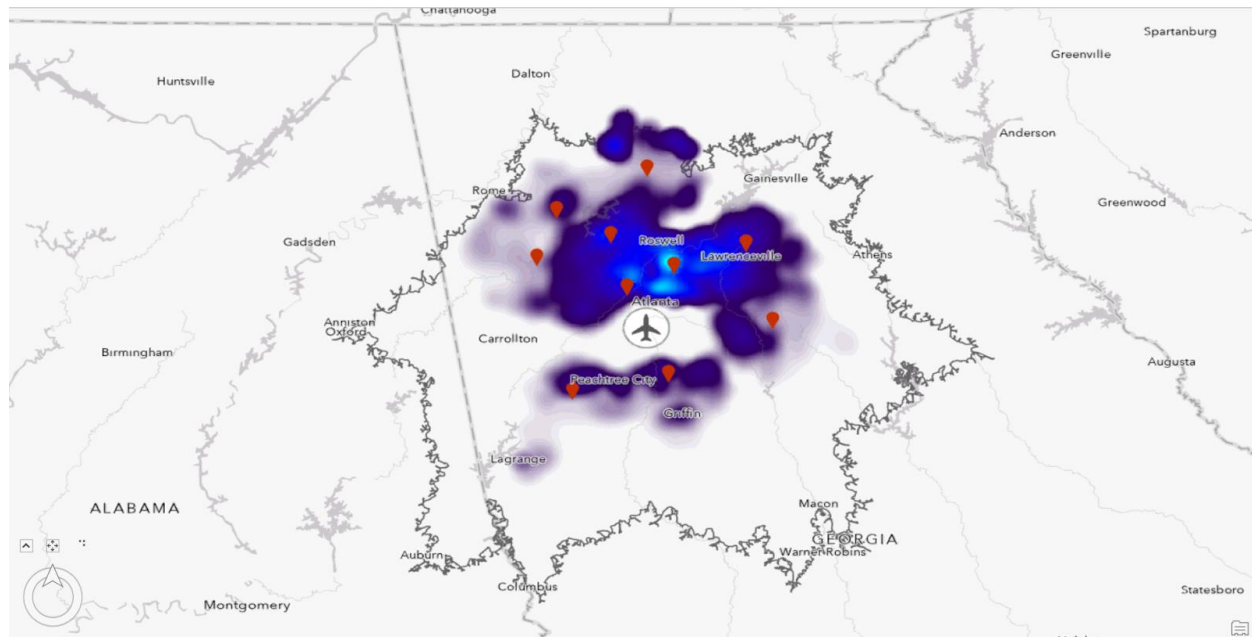 Chattanooga
Spartanburg
Greenville
Dalton
Huntsville
Anderson
Gainesville
Rome
Greenwood
Roswell
Gadsden
Lawrenceville
Athens
Atlanta
Anniston
Oxford
Carrollton
Birmingham
Augusta
Peachtree City
Griffin
Lagrange
Macon
ALABAMA
GEORGIA
Warner Robins
Auburn
Columbus
Statesboro
Montgomery